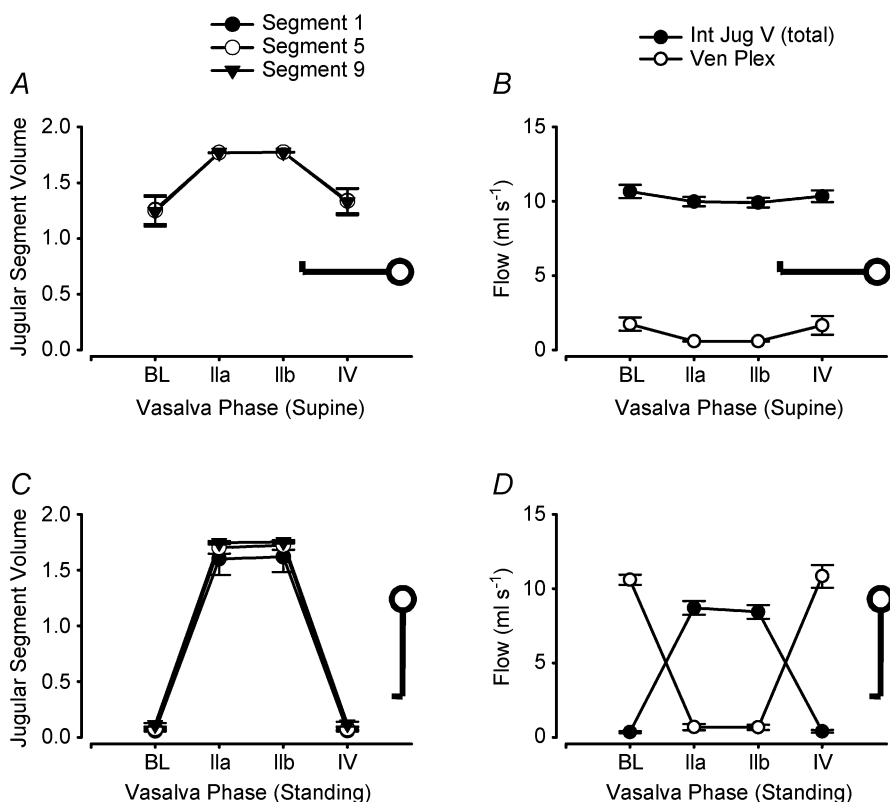 Segment 1
Segment 5
Segment 9
Int Jug V (total)
Ven Plex
A
2.0
1.5
1.0
0.5
0.0
Jugular Segment Volume
BL IIa IIb IV
Vasalva Phase (Supine)
B
15
10
5
0
Flow (ml s⁻¹)
BL IIa IIb IV
Vasalva Phase (Supine)
C
2.0
1.5
1.0
0.5
0.0
Jugular Segment Volume
BL IIa IIb IV
Vasalva Phase (Standing)
D
15
10
5
0
Flow (ml s⁻¹)
BL IIa IIb IV
Vasalva Phase (Standing)